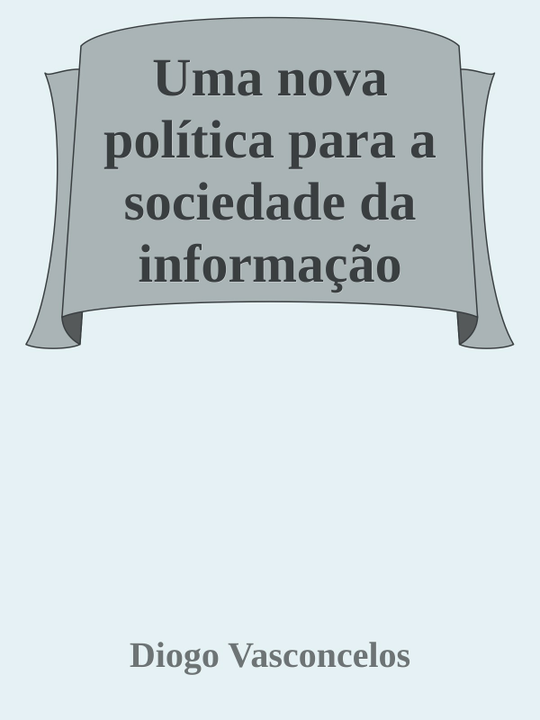 Uma nova
política para a
sociedade da
informação
Diogo Vasconcelos